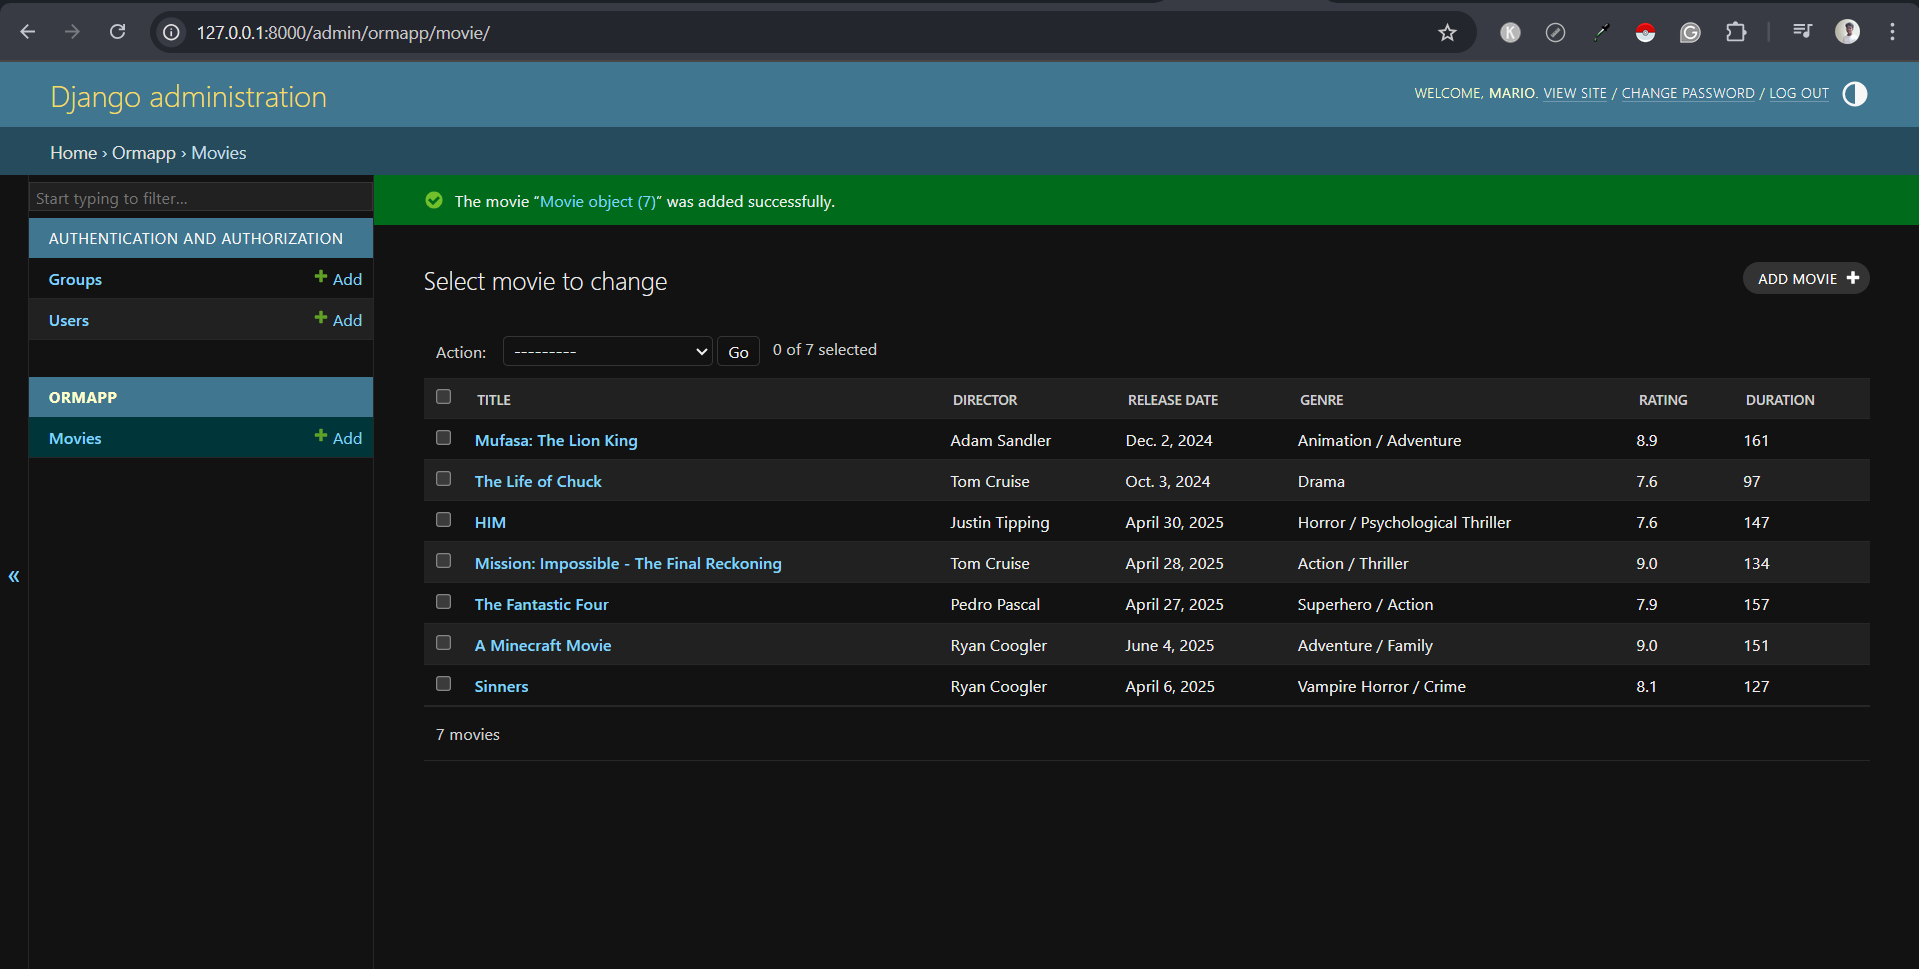 127.0.0.1:8000/admin/ormapp/movie/
Django administration
WELCOME, MARIO. VIEW SITE / CHANGE PASSWORD / LOG OUT
Home › Ormapp › Movies
Start typing to filter...
The movie “Movie object (7)” was added successfully.
AUTHENTICATION AND AUTHORIZATION
Groups Add
Users Add
ORMAPP
Movies Add
«
Select movie to change
ADD MOVIE
Action: --------- Go 0 of 7 selected
TITLE DIRECTOR RELEASE DATE GENRE RATING DURATION
Mufasa: The Lion King Adam Sandler Dec. 2, 2024 Animation / Adventure 8.9 161
The Life of Chuck Tom Cruise Oct. 3, 2024 Drama 7.6 97
HIM Justin Tipping April 30, 2025 Horror / Psychological Thriller 7.6 147
Mission: Impossible - The Final Reckoning Tom Cruise April 28, 2025 Action / Thriller 9.0 134
The Fantastic Four Pedro Pascal April 27, 2025 Superhero / Action 7.9 157
A Minecraft Movie Ryan Coogler June 4, 2025 Adventure / Family 9.0 151
Sinners Ryan Coogler April 6, 2025 Vampire Horror / Crime 8.1 127
7 movies